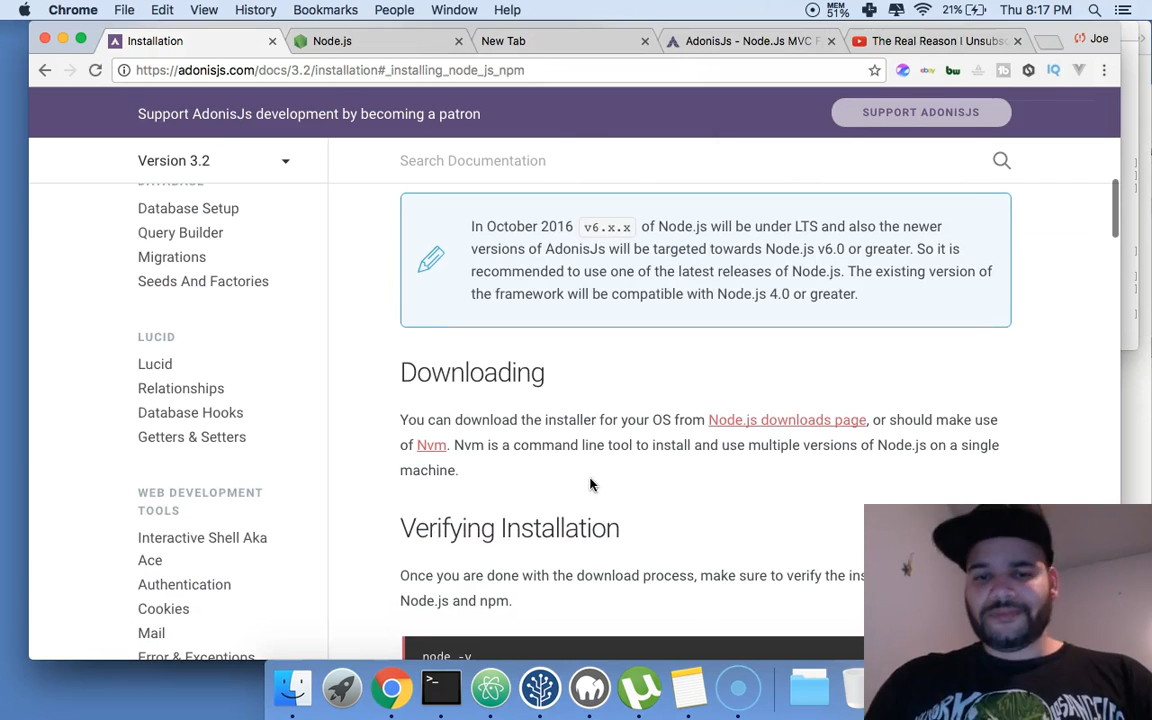 Chrome File Edit View History Bookmarks People Window Help MEM 51% 21% Thu 8:17 PM
Installation Node.js New Tab AdonisJs - Node.Js MVC F The Real Reason I Unsubs Joe
https://adonisjs.com/docs/3.2/installation#_installing_node_js_npm ebay bw IQ
Support AdonisJs development by becoming a patron SUPPORT ADONISJS
Version 3.2 Search Documentation
DATABASE
Database Setup
Query Builder
Migrations
Seeds And Factories
LUCID
Lucid
Relationships
Database Hooks
Getters & Setters
WEB DEVELOPMENT
TOOLS
Interactive Shell Aka
Ace
Authentication
Cookies
Mail
Error & Exceptions
In October 2016 v6.x.x of Node.js will be under LTS and also the newer
versions of AdonisJs will be targeted towards Node.js v6.0 or greater. So it is
recommended to use one of the latest releases of Node.js. The existing version of
the framework will be compatible with Node.js 4.0 or greater.
Downloading
You can download the installer for your OS from Node.js downloads page, or should make use
of Nvm. Nvm is a command line tool to install and use multiple versions of Node.js on a single
machine.
Verifying Installation
Once you are done with the download process, make sure to verify the ins
Node.js and npm.
node -v